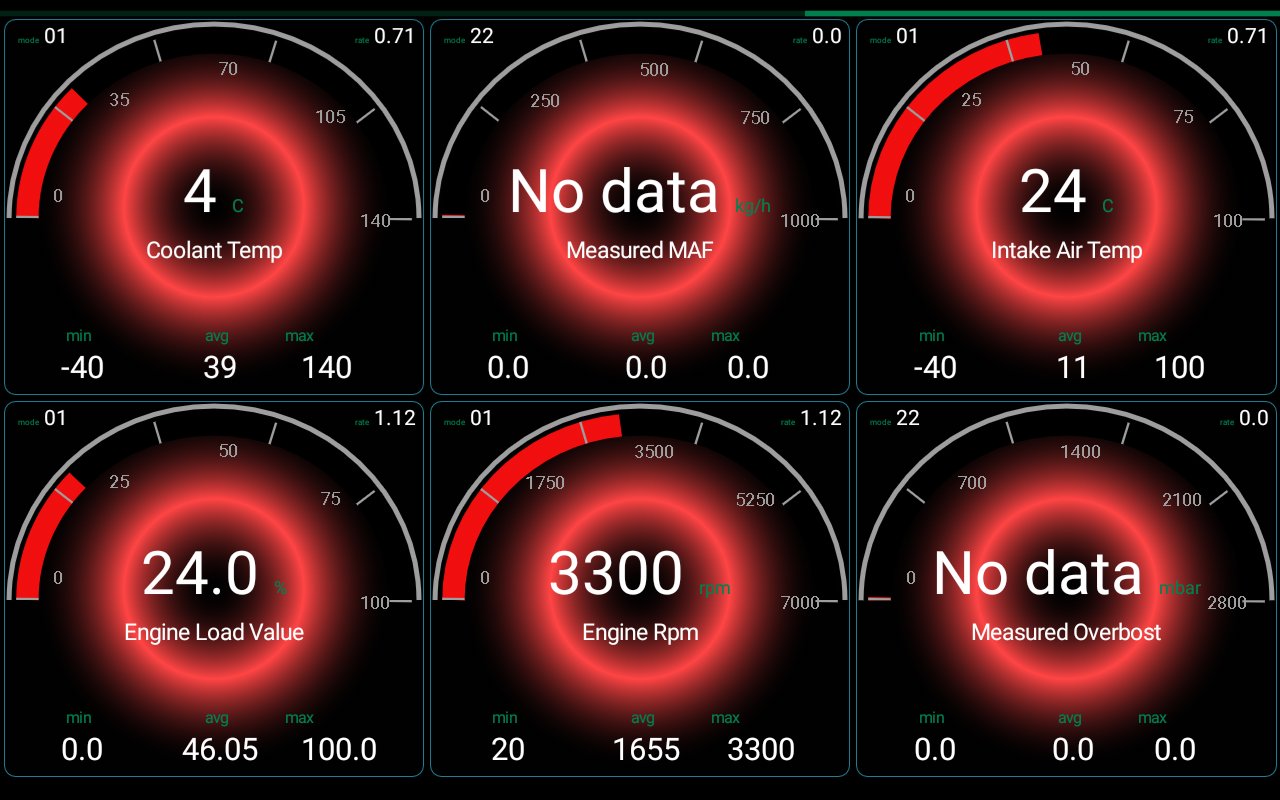 mode 01 rate 0.71
70
35
105
0
140
4 C
Coolant Temp
min avg max
-40 39 140
mode 22 rate 0.0
500
250
750
0
1000
No data kg/h
Measured MAF
min avg max
0.0 0.0 0.0
mode 01 rate 0.71
50
25
75
0
100
24 C
Intake Air Temp
min avg max
-40 11 100
mode 01 rate 1.12
50
25
75
0
100
24.0 %
Engine Load Value
min avg max
0.0 46.05 100.0
mode 01 rate 1.12
3500
1750
5250
0
7000
3300 rpm
Engine Rpm
min avg max
20 1655 3300
mode 22 rate 0.0
1400
700
2100
0
2800
No data mbar
Measured Overbost
min avg max
0.0 0.0 0.0